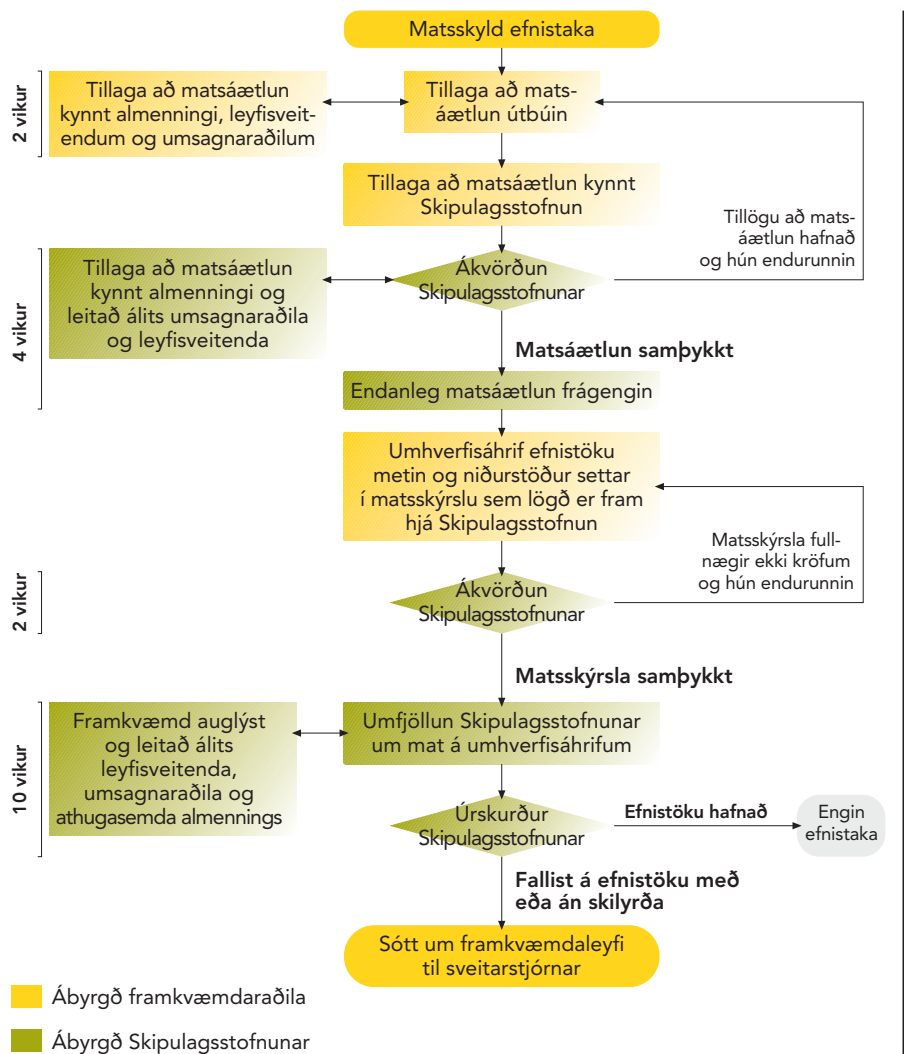 Matsskyld efnistaka
2 vikur
Tillaga að matsáætlun
kynnt almenningi, leyfisveit-
endum og umsagnaraðilum
Tillaga að mats-
áætlun útbúin
Tillaga að matsáætlun kynnt
Skipulagsstofnun
Tillögu að mats-
áætlun hafnað
og hún endurunnin
4 vikur
Tillaga að matsáætlun
kynnt almenningi og
leitað álits umsagnaraðila
og leyfisveitenda
Ákvörðun
Skipulagsstofnunar
Matsáætlun samþykkt
Endanleg matsáætlun frágengin
Umhverfisáhrif efnistöku
metin og niðurstöður settar
í matsskýrslu sem lögð er fram
hjá Skipulagsstofnun
Matsskýrsla full-
nægir ekki kröfum
og hún endurunnin
2 vikur
Ákvörðun
Skipulagsstofnunar
Matsskýrsla samþykkt
10 vikur
Framkvæmd auglýst
og leitað álits
leyfisveitenda,
umsagnaraðila og
athugasemda almennings
Umfjöllun Skipulagsstofnunar
um mat á umhverfisáhrifum
Úrskurður
Skipulagsstofnunar
Efnistöku hafnað
Engin
efnistaka
Fallist á efnistöku með
eða án skilyrða
Sótt um framkvæmdaleyfi
til sveitarstjórnar
Ábyrgð framkvæmdaraðila
Ábyrgð Skipulagsstofnunar